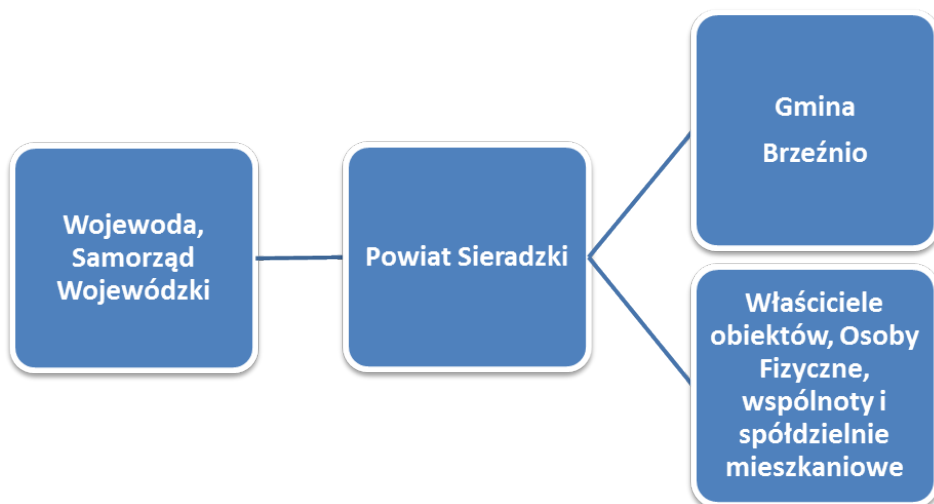 Wojewoda,
Samorząd
Wojewódzki
Powiat Sieradzki
Gmina
Brzeźnio
Właściciele
obiektów, Osoby
Fizyczne,
wspólnoty i
spółdzielnie
mieszkaniowe